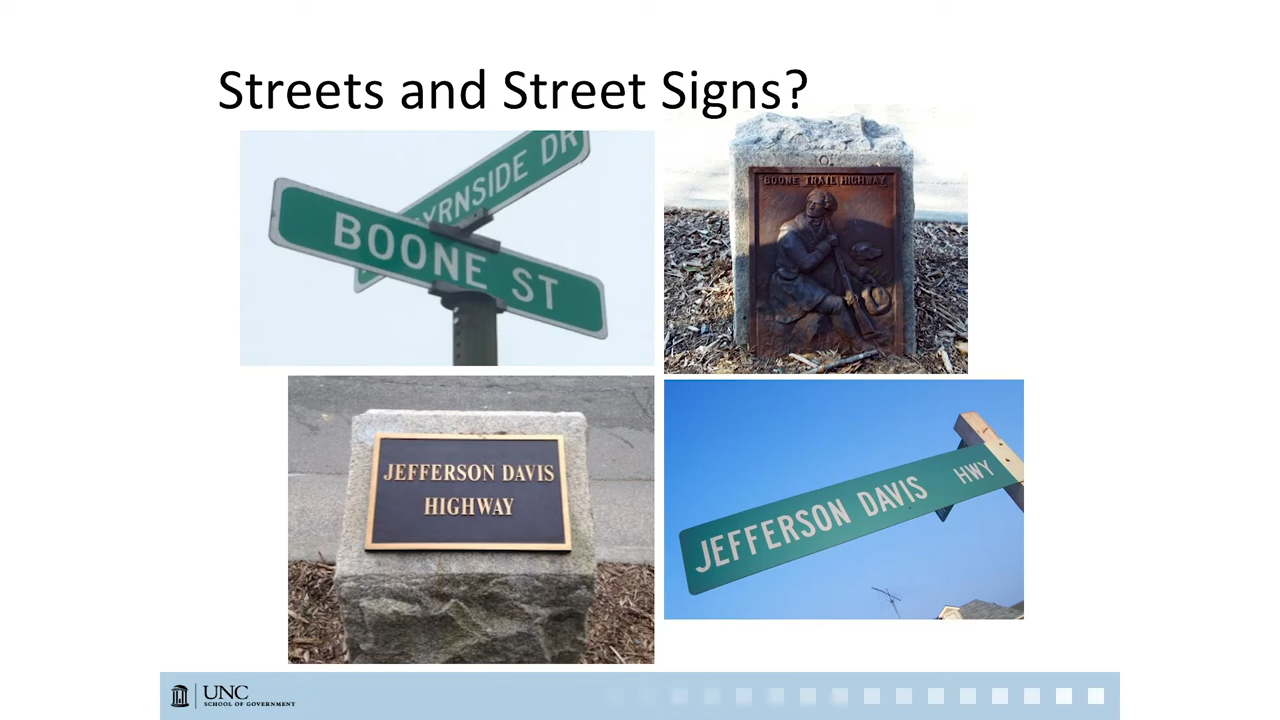 Streets and Street Signs?
YRNSIDE DR
BOONE ST
BOONE TRAIL HIGHWAY
JEFFERSON DAVIS
HIGHWAY
JEFFERSON DAVIS HWY
UNC
SCHOOL OF GOVERNMENT